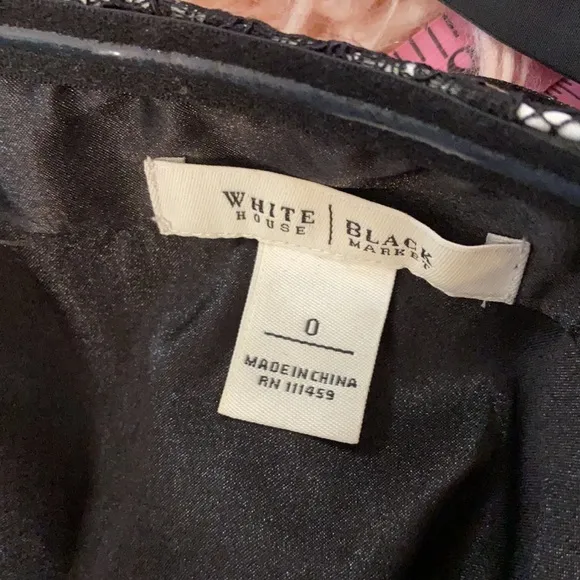 WHITE HOUSE | BLACK MARKET
0
MADE IN CHINA
RN 111459